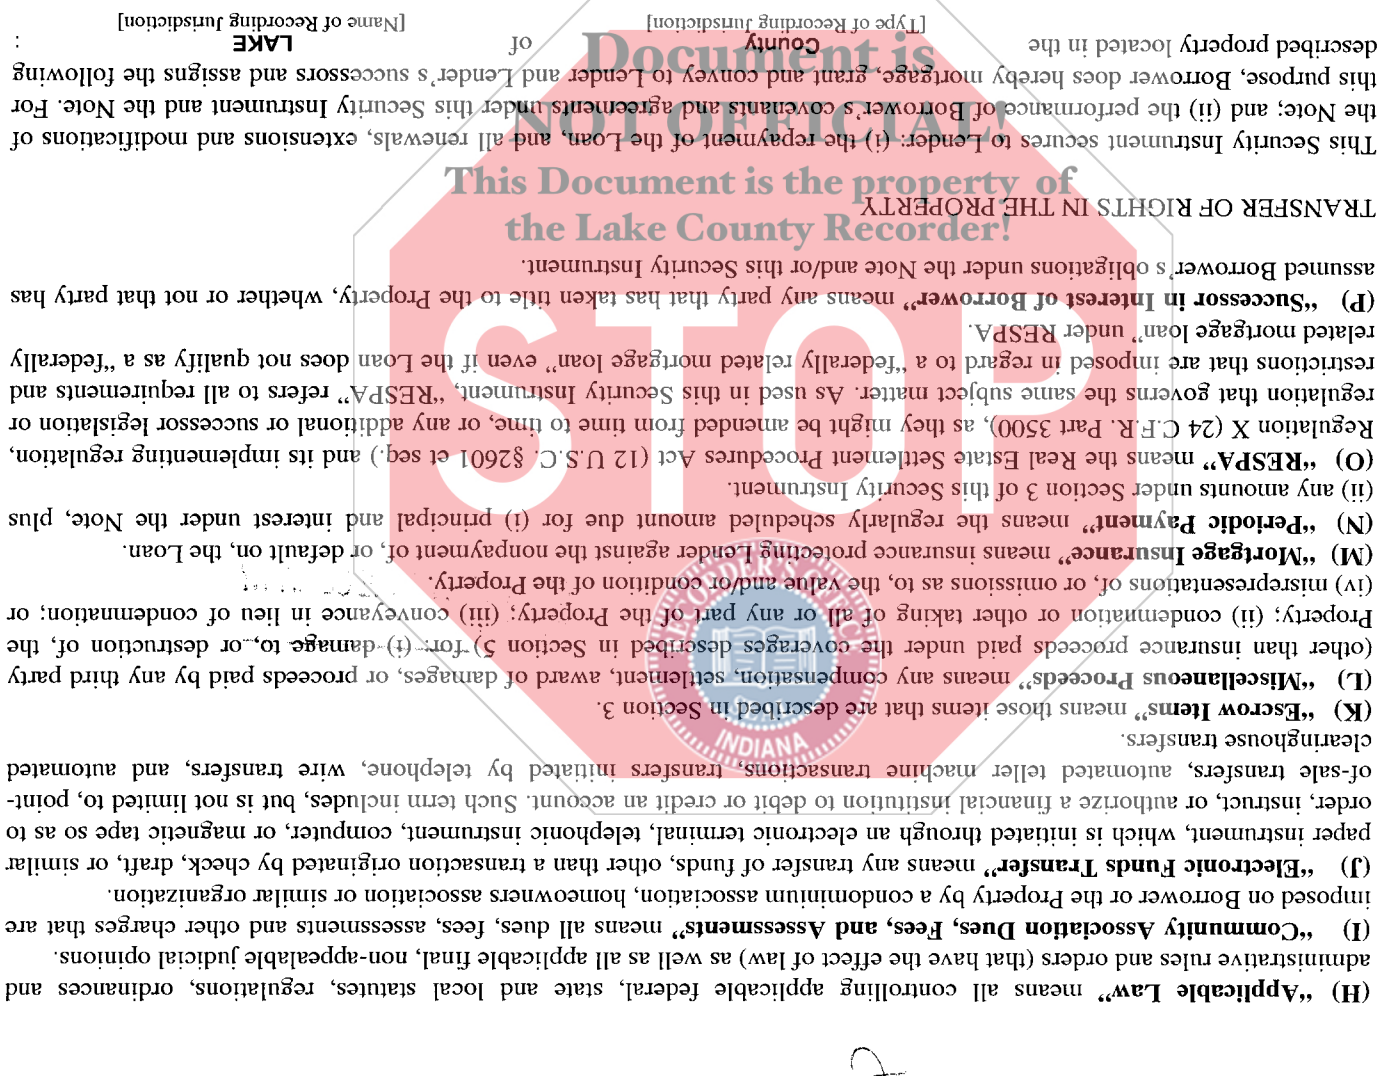 (H) “Applicable Law” means all controlling applicable federal, state and local statutes, regulations, ordinances and
administrative rules and orders (that have the effect of law) as well as all applicable final, non-appealable judicial opinions.
(I) “Community Association Dues, Fees, and Assessments” means all dues, fees, assessments and other charges that are
imposed on Borrower or the Property by a condominium association, homeowners association or similar organization.
(J) “Electronic Funds Transfer” means any transfer of funds, other than a transaction originated by check, draft, or similar
paper instrument, which is initiated through an electronic terminal, telephonic instrument, computer, or magnetic tape so as to
order, instruct, or authorize a financial institution to debit or credit an account. Such term includes, but is not limited to, point-
of-sale transfers, automated teller machine transactions, transfers initiated by telephone, wire transfers, and automated
clearinghouse transfers.
(K) “Escrow Items” means those items that are described in Section 3.
(L) “Miscellaneous Proceeds” means any compensation, settlement, award of damages, or proceeds paid by any third party
(other than insurance proceeds paid under the coverages described in Section 5) for: (i) damage to, or destruction of, the
Property; (ii) condemnation or other taking of all or any part of the Property; (iii) conveyance in lieu of condemnation; or
(iv) misrepresentations of, or omissions as to, the value and/or condition of the Property.
(M) “Mortgage Insurance” means insurance protecting Lender against the nonpayment of, or default on, the Loan.
(N) “Periodic Payment” means the regularly scheduled amount due for (i) principal and interest under the Note, plus
(ii) any amounts under Section 3 of this Security Instrument.
(O) “RESPA” means the Real Estate Settlement Procedures Act (12 U.S.C. §2601 et seq.) and its implementing regulation,
Regulation X (24 C.F.R. Part 3500), as they might be amended from time to time, or any additional or successor legislation or
regulation that governs the same subject matter. As used in this Security Instrument, “RESPA” refers to all requirements and
restrictions that are imposed in regard to a “federally related mortgage loan” even if the Loan does not qualify as a “federally
related mortgage loan” under RESPA.
(P) “Successor in Interest of Borrower” means any party that has taken title to the Property, whether or not that party has
assumed Borrower’s obligations under the Note and/or this Security Instrument.
TRANSFER OF RIGHTS IN THE PROPERTY
This Security Instrument secures to Lender: (i) the repayment of the Loan, and all renewals, extensions and modifications of
the Note; and (ii) the performance of Borrower’s covenants and agreements under this Security Instrument and the Note. For
this purpose, Borrower does hereby mortgage, grant and convey to Lender and Lender’s successors and assigns the following
described property located in the County of LAKE :
[Type of Recording Jurisdiction] [Name of Recording Jurisdiction]
Document is
NOT OFFICIAL!
This Document is the property of
the Lake County Recorder!
STOP
RECORDER'S OFFICE
SEAL
INDIANA